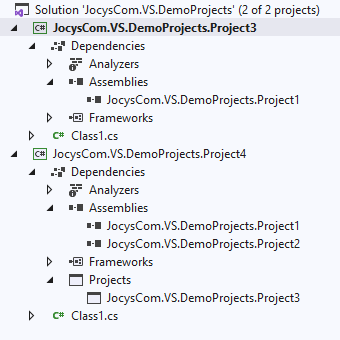 Solution 'JocysCom.VS.DemoProjects' (2 of 2 projects)
C# JocysCom.VS.DemoProjects.Project3
Dependencies
Analyzers
Assemblies
JocysCom.VS.DemoProjects.Project1
Frameworks
C# Class1.cs
C# JocysCom.VS.DemoProjects.Project4
Dependencies
Analyzers
Assemblies
JocysCom.VS.DemoProjects.Project1
JocysCom.VS.DemoProjects.Project2
Frameworks
Projects
JocysCom.VS.DemoProjects.Project3
C# Class1.cs